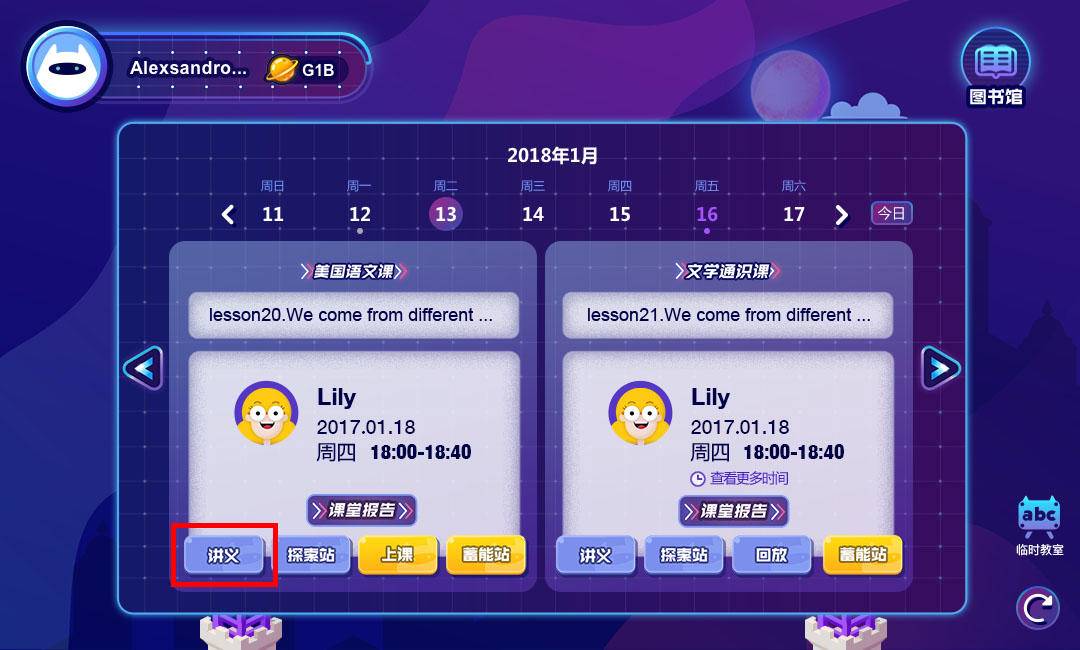 Alexsandro...
G1B
图书馆
2018年1月
周日 周一 周二 周三 周四 周五 周六
11 12 13 14 15 16 17 今日
美国语文课
lesson20.We come from different ...
Lily
2017.01.18
周四 18:00-18:40
课堂报告
讲义 探索站 上课 蓄能站
文学通识课
lesson21.We come from different ...
Lily
2017.01.18
周四 18:00-18:40
查看更多时间
课堂报告
讲义 探索站 回放 蓄能站
abc
临时教室